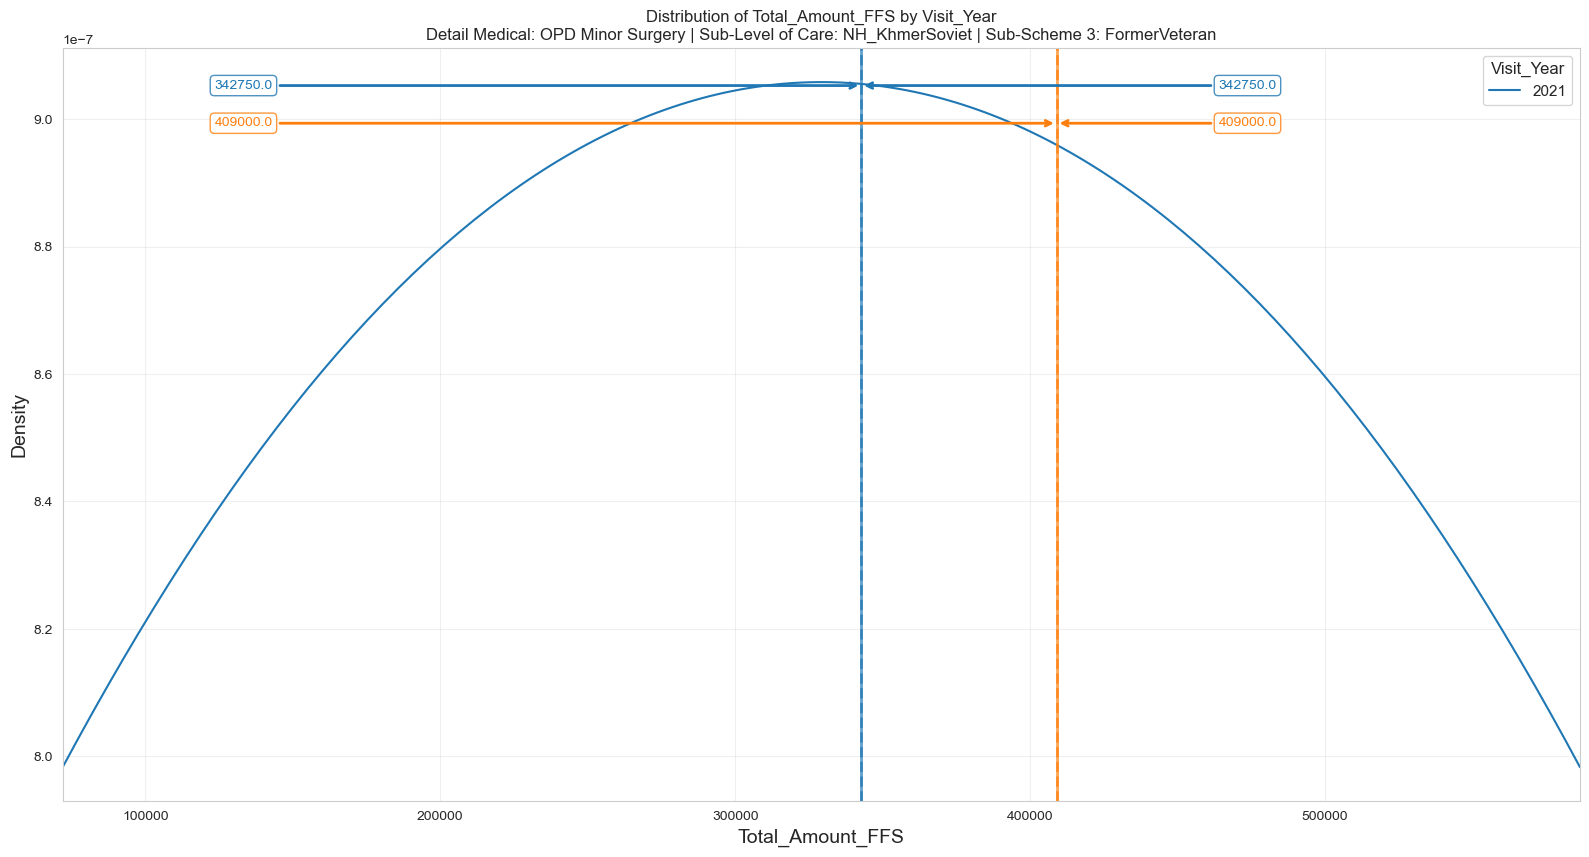 Distribution of Total_Amount_FFS by Visit_Year
Detail Medical: OPD Minor Surgery | Sub-Level of Care: NH_KhmerSoviet | Sub-Scheme 3: FormerVeteran
1e−7
342750.0
342750.0
409000.0
409000.0
Visit_Year
2021
9.0
8.8
8.6
8.4
8.2
8.0
Density
100000
200000
300000
400000
500000
Total_Amount_FFS